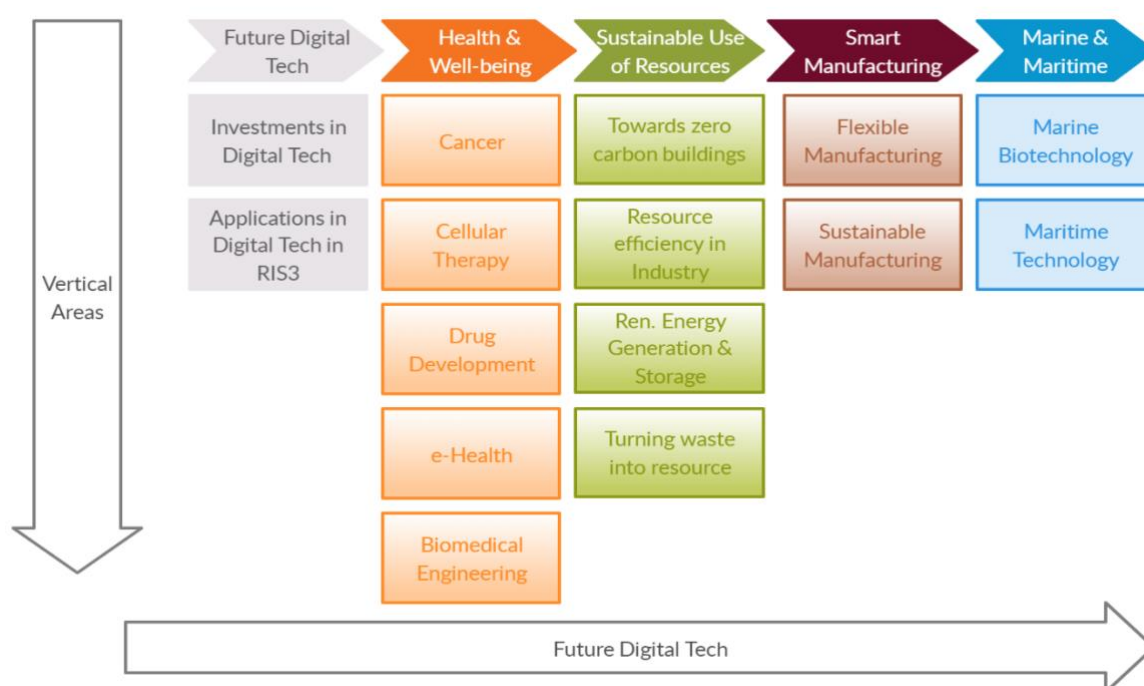 Future Digital
Tech
Health &
Well-being
Sustainable Use
of Resources
Smart
Manufacturing
Marine &
Maritime
Investments in
Digital Tech
Cancer
Towards zero
carbon buildings
Flexible
Manufacturing
Marine
Biotechnology
Applications in
Digital Tech in
RIS3
Cellular
Therapy
Resource
efficiency in
Industry
Sustainable
Manufacturing
Maritime
Technology
Vertical
Areas
Drug
Development
Ren. Energy
Generation &
Storage
e-Health
Turning waste
into resource
Biomedical
Engineering
Future Digital Tech